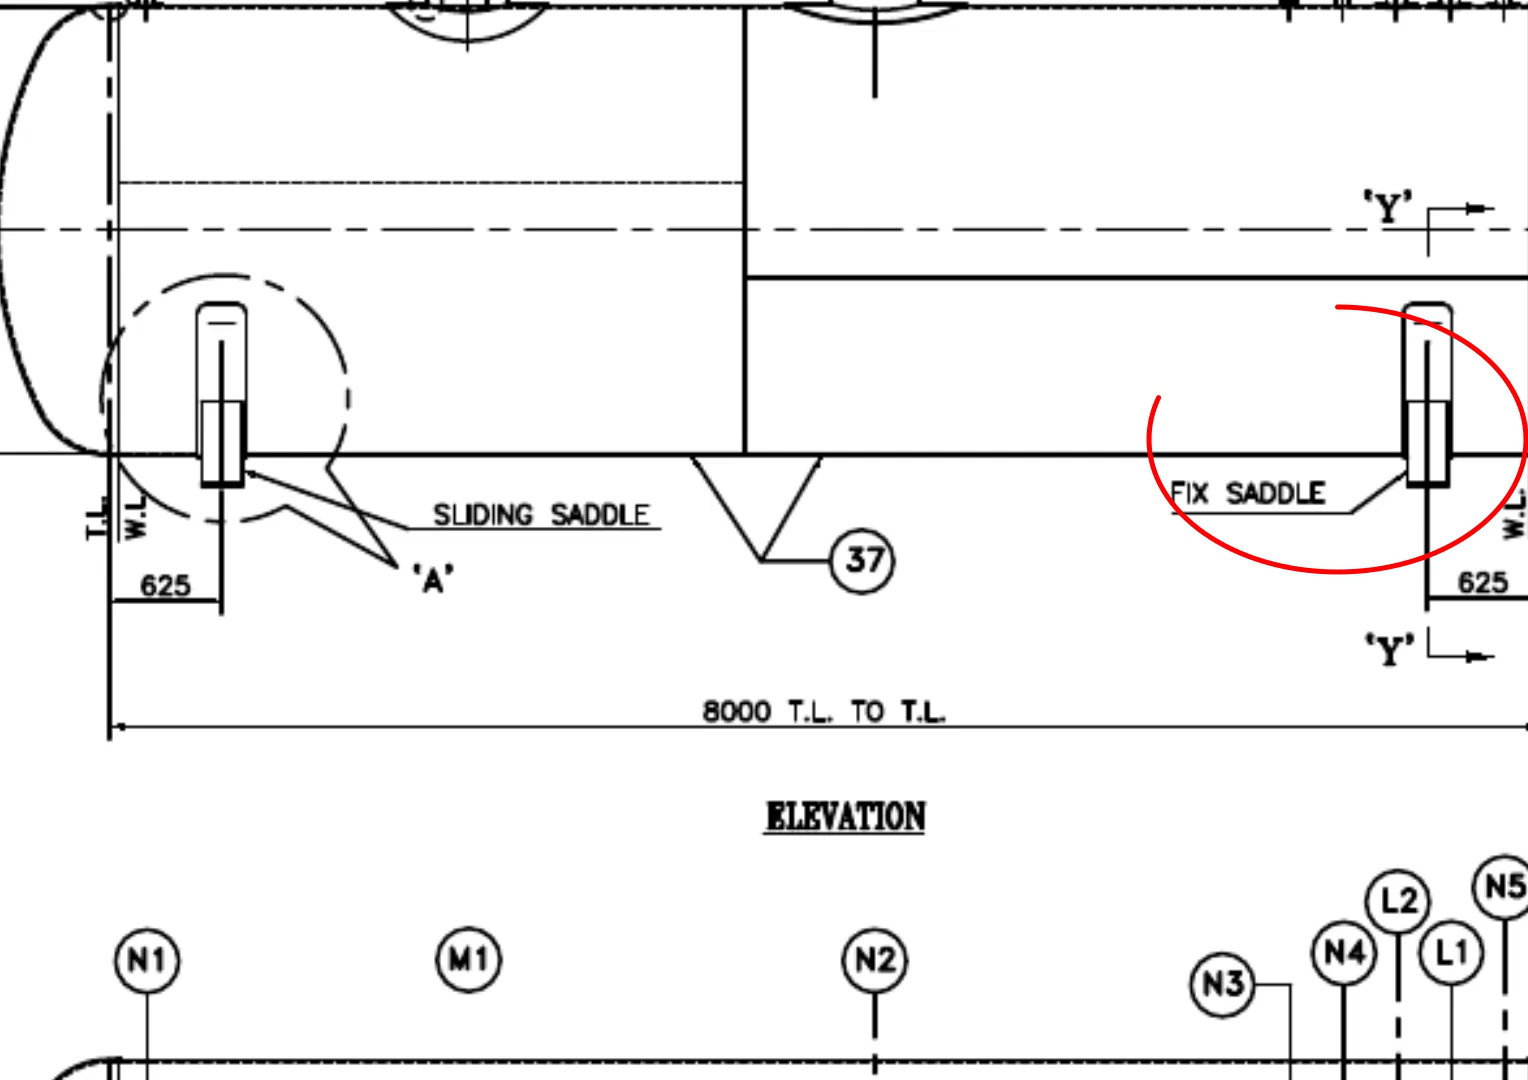 'Y'
FIX SADDLE
SLIDING SADDLE
T.L.
W.L.
W.L.
37
'A'
625
625
'Y'
8000 T.L. TO T.L.
ELEVATION
L2
N5
N1
M1
N2
N4
L1
N3